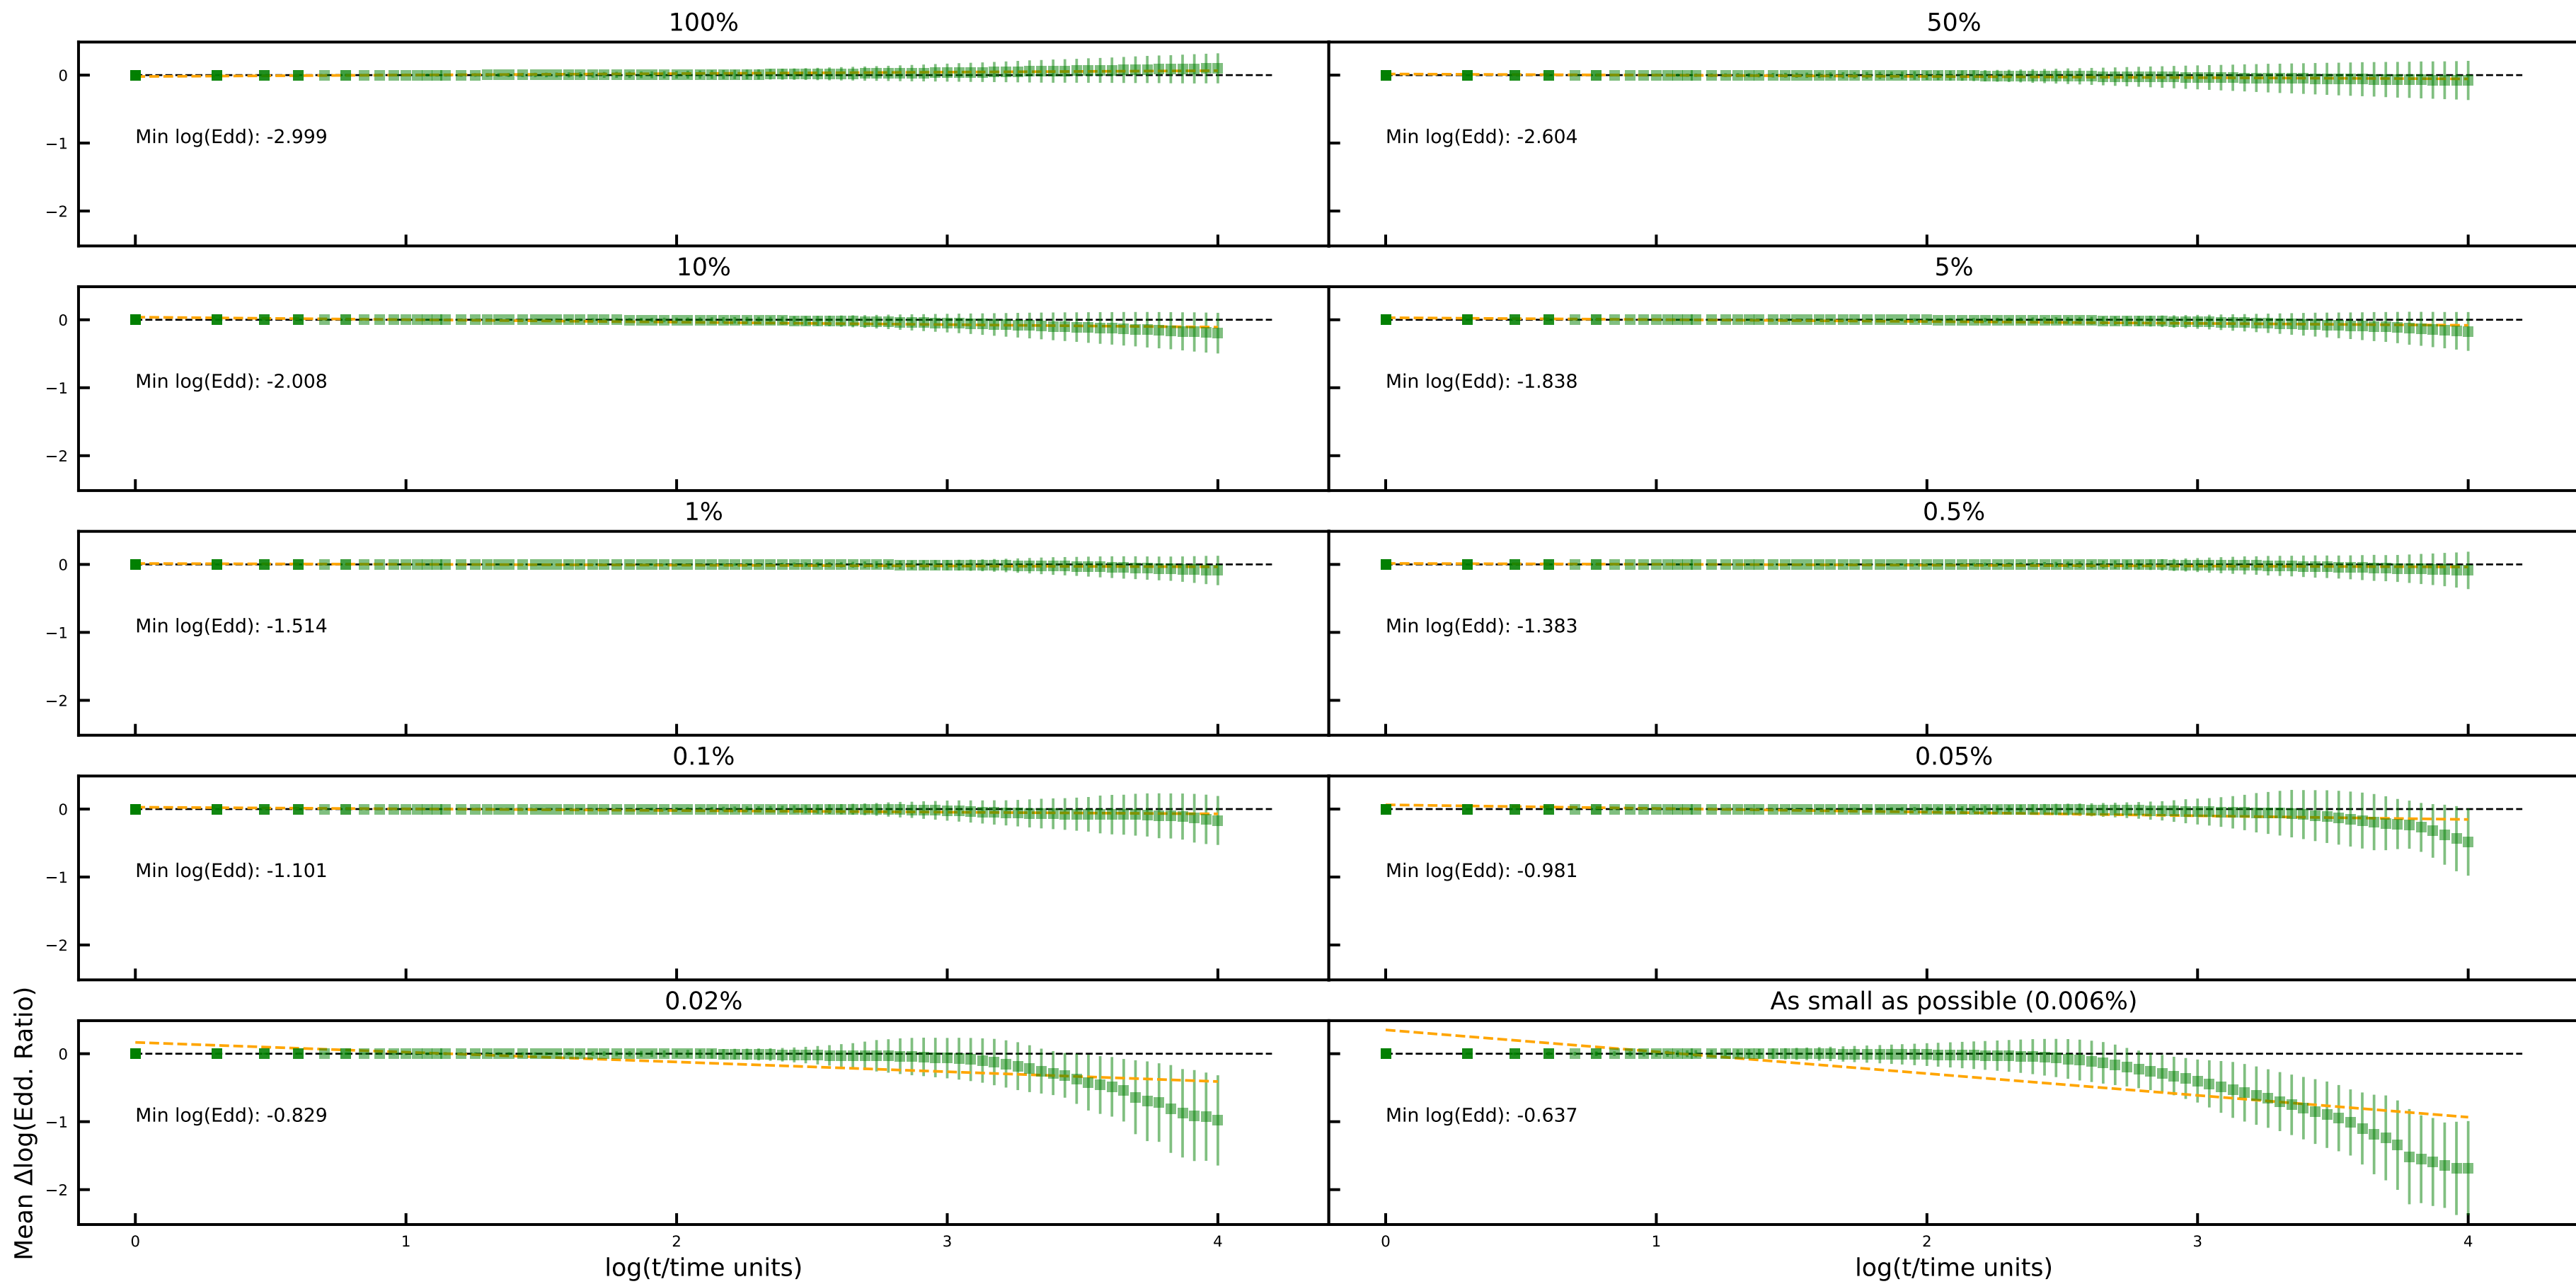 100%
50%
0
−1
−2
Min log(Edd): -2.999
Min log(Edd): -2.604
10%
5%
0
−1
−2
Min log(Edd): -2.008
Min log(Edd): -1.838
1%
0.5%
0
−1
−2
Min log(Edd): -1.514
Min log(Edd): -1.383
0.1%
0.05%
0
−1
−2
Min log(Edd): -1.101
Min log(Edd): -0.981
0.02%
As small as possible (0.006%)
0
−1
−2
Min log(Edd): -0.829
Min log(Edd): -0.637
Mean Δlog(Edd. Ratio)
0 1 2 3 4
0 1 2 3 4
log(t/time units)
log(t/time units)